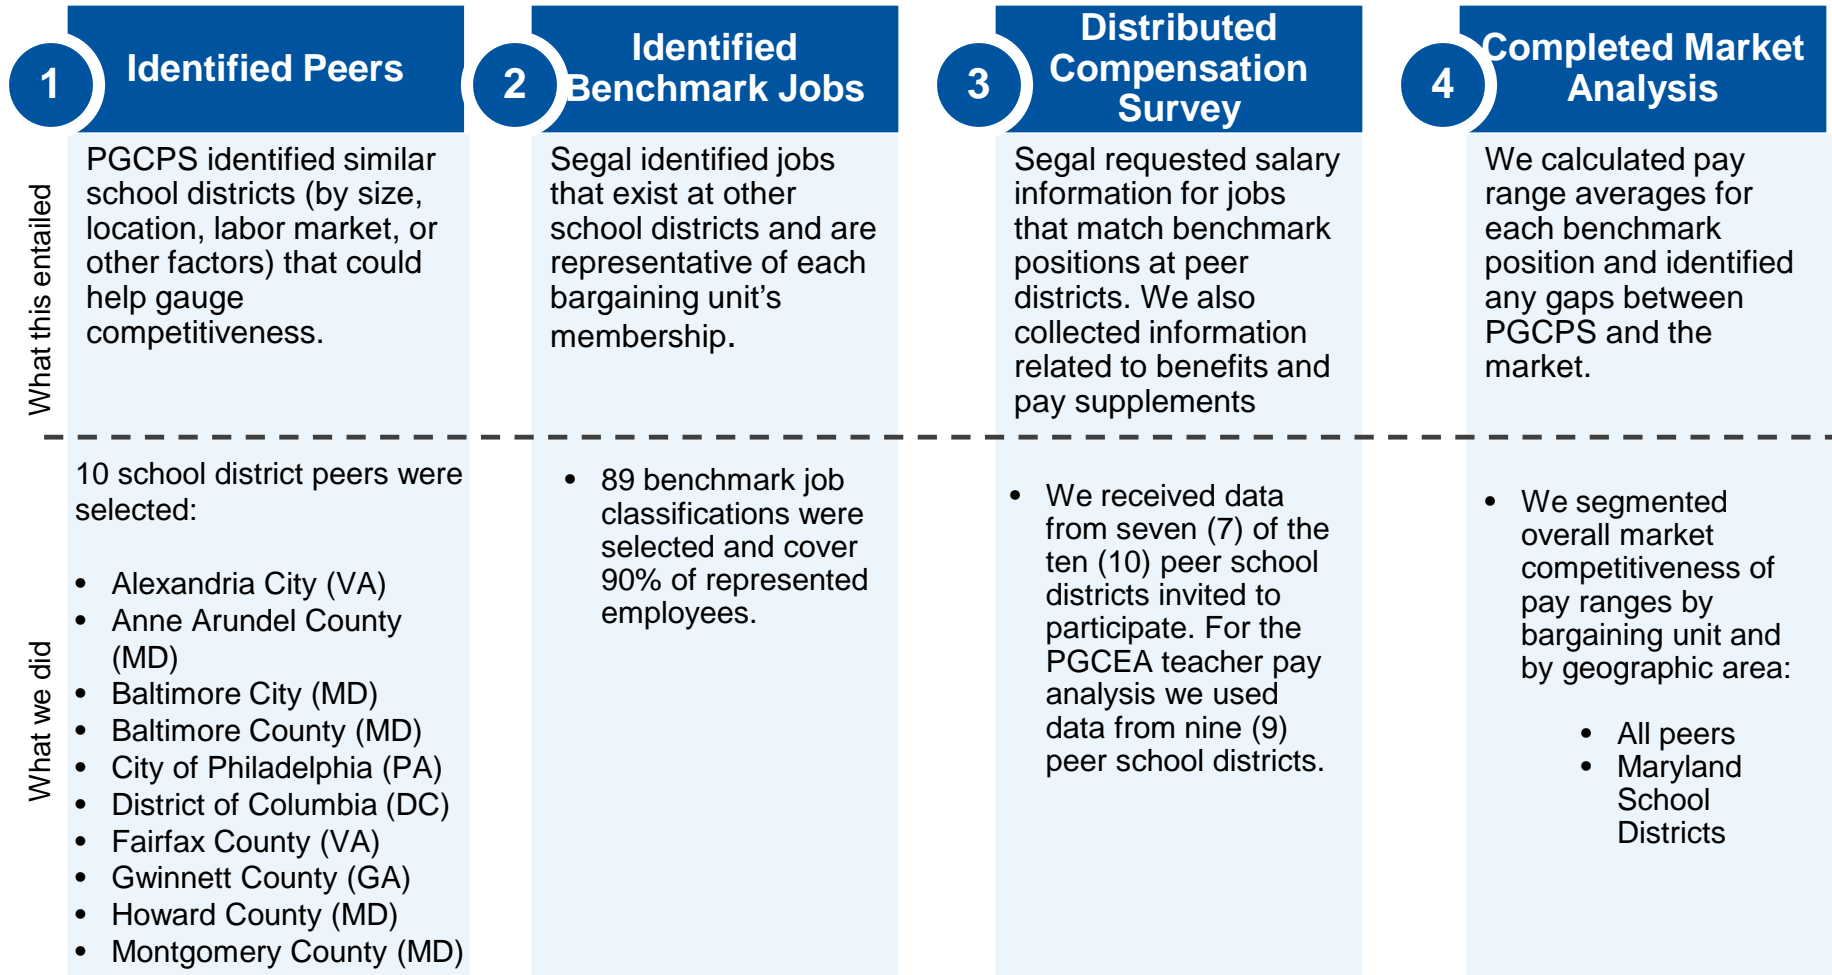 1
Identified Peers
2
Identified
Benchmark Jobs
3
Distributed
Compensation
Survey
4
Completed Market
Analysis
What this entailed
PGCPS identified similar
school districts (by size,
location, labor market, or
other factors) that could
help gauge
competitiveness.
Segal identified jobs
that exist at other
school districts and are
representative of each
bargaining unit’s
membership.
Segal requested salary
information for jobs
that match benchmark
positions at peer
districts. We also
collected information
related to benefits and
pay supplements
We calculated pay
range averages for
each benchmark
position and identified
any gaps between
PGCPS and the
market.
What we did
10 school district peers were
selected:
• Alexandria City (VA)
• Anne Arundel County
(MD)
• Baltimore City (MD)
• Baltimore County (MD)
• City of Philadelphia (PA)
• District of Columbia (DC)
• Fairfax County (VA)
• Gwinnett County (GA)
• Howard County (MD)
• Montgomery County (MD)
• 89 benchmark job
classifications were
selected and cover
90% of represented
employees.
• We received data
from seven (7) of the
ten (10) peer school
districts invited to
participate. For the
PGCEA teacher pay
analysis we used
data from nine (9)
peer school districts.
• We segmented
overall market
competitiveness of
pay ranges by
bargaining unit and
by geographic area:
• All peers
• Maryland
School
Districts